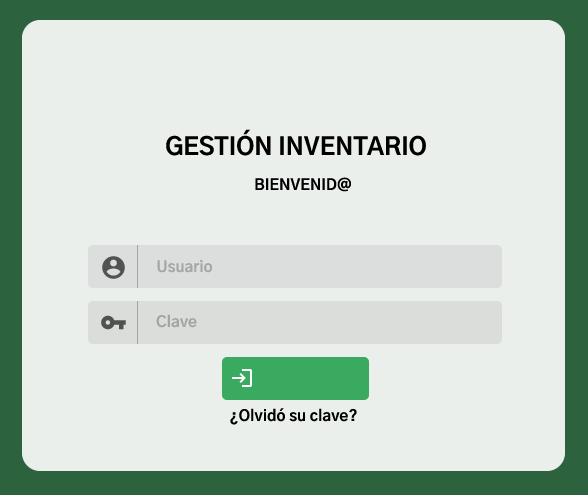 GESTIÓN INVENTARIO
BIENVENID@
Usuario
Clave
¿Olvidó su clave?